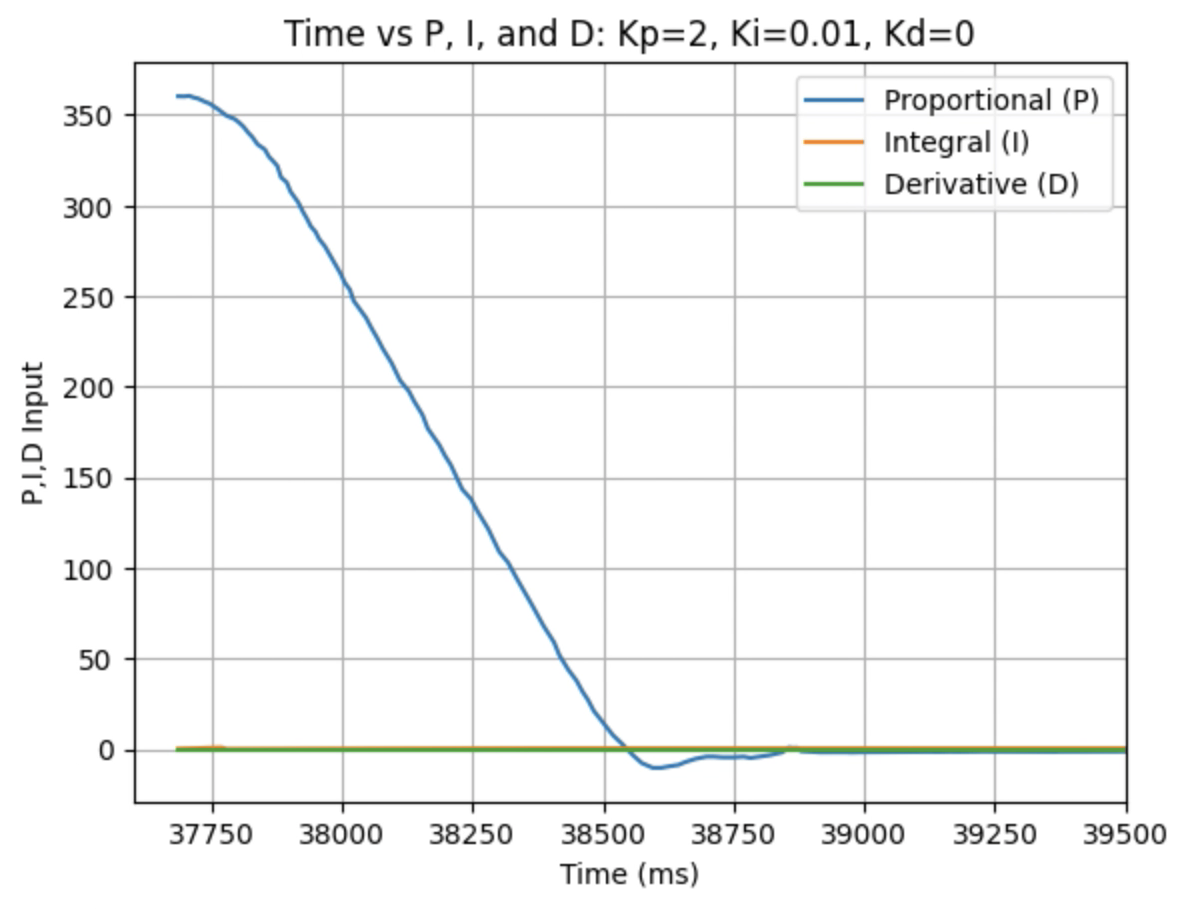 Time vs P, I, and D: Kp=2, Ki=0.01, Kd=0
Proportional (P)
Integral (I)
Derivative (D)
P,I,D Input
350
300
250
200
150
100
50
0
37750 38000 38250 38500 38750 39000 39250 39500
Time (ms)